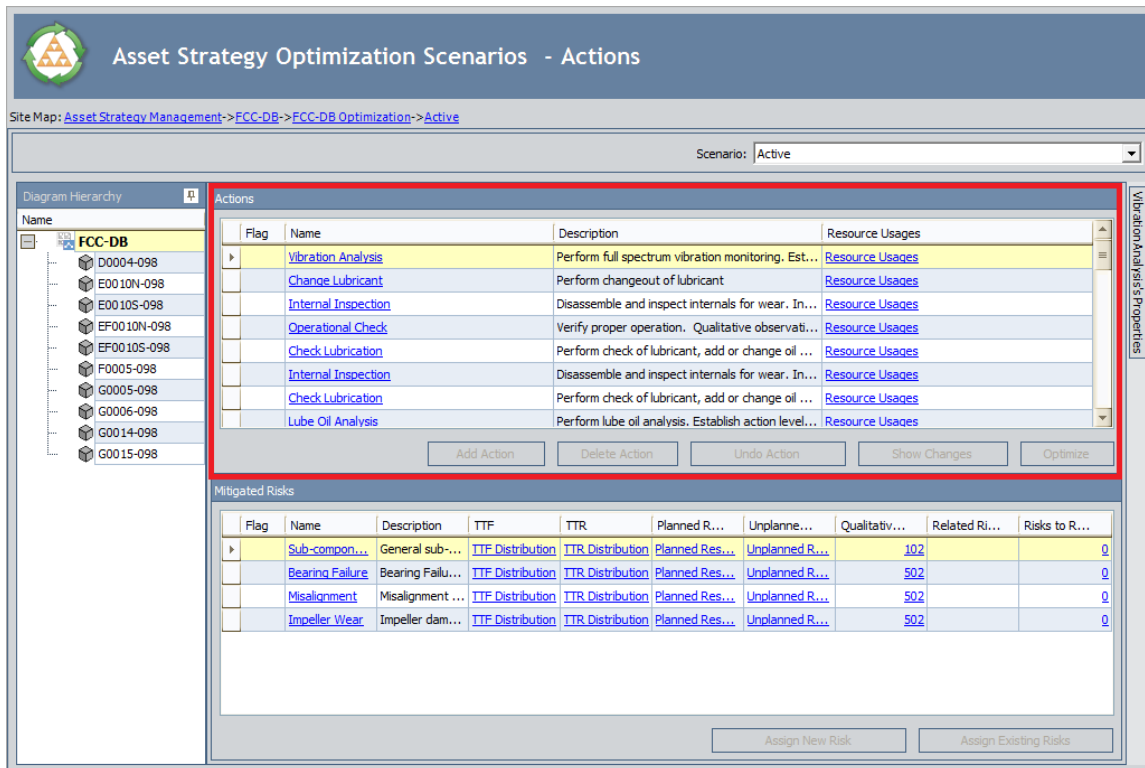 Asset Strategy Optimization Scenarios - Actions
Site Map: Asset Strategy Management->FCC-DB->FCC-DB Optimization->Active
Scenario: Active
Diagram Hierarchy
Name
FCC-DB
D0004-098
E0010N-098
E0010S-098
EF0010N-098
EF0010S-098
F0005-098
G0005-098
G0006-098
G0014-098
G0015-098
Actions
Flag Name Description Resource Usages
Vibration Analysis Perform full spectrum vibration monitoring. Est... Resource Usages
Change Lubricant Perform changeout of lubricant Resource Usages
Internal Inspection Disassemble and inspect internals for wear. In... Resource Usages
Operational Check Verify proper operation. Qualitative observati... Resource Usages
Check Lubrication Perform check of lubricant, add or change oil ... Resource Usages
Internal Inspection Disassemble and inspect internals for wear. In... Resource Usages
Check Lubrication Perform check of lubricant, add or change oil ... Resource Usages
Lube Oil Analysis Perform lube oil analysis. Establish action level... Resource Usages
Add Action Delete Action Undo Action Show Changes Optimize
Mitigated Risks
Flag Name Description TTF TTR Planned R... Unplanne... Qualitativ... Related Ri... Risks to R...
Sub-compon... General sub-... TTF Distribution TTR Distribution Planned Res... Unplanned R... 102 0
Bearing Failure Bearing Failu... TTF Distribution TTR Distribution Planned Res... Unplanned R... 502 0
Misalignment Misalignment ... TTF Distribution TTR Distribution Planned Res... Unplanned R... 502 0
Impeller Wear Impeller dam... TTF Distribution TTR Distribution Planned Res... Unplanned R... 502 0
Assign New Risk Assign Existing Risks
VibrationAnalysis's Properties